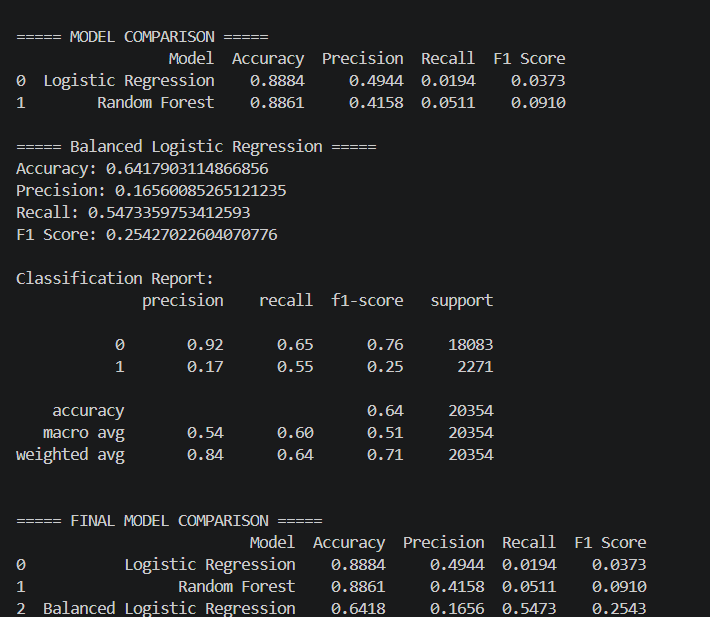 ===== MODEL COMPARISON =====
                 Model  Accuracy  Precision  Recall  F1 Score
0  Logistic Regression    0.8884     0.4944  0.0194    0.0373
1        Random Forest    0.8861     0.4158  0.0511    0.0910
===== Balanced Logistic Regression =====
Accuracy: 0.6417903114866856
Precision: 0.16560085265121235
Recall: 0.5473359753412593
F1 Score: 0.25427022604070776
Classification Report:
              precision    recall  f1-score   support
           0       0.92      0.65      0.76     18083
           1       0.17      0.55      0.25      2271
    accuracy                           0.64     20354
   macro avg       0.54      0.60      0.51     20354
weighted avg       0.84      0.64      0.71     20354
===== FINAL MODEL COMPARISON =====
                          Model  Accuracy  Precision  Recall  F1 Score
0           Logistic Regression    0.8884     0.4944  0.0194    0.0373
1                 Random Forest    0.8861     0.4158  0.0511    0.0910
2  Balanced Logistic Regression    0.6418     0.1656  0.5473    0.2543